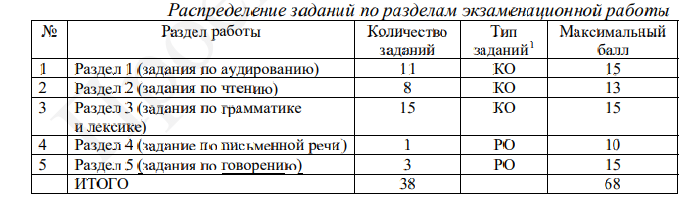 Распределение заданий по разделам экзаменационной работы
№ Раздел работы Количество заданий Тип заданий¹ Максимальный балл
1 Раздел 1 (задания по аудированию) 11 КО 15
2 Раздел 2 (задания по чтению) 8 КО 13
3 Раздел 3 (задания по грамматике и лексике) 15 КО 15
4 Раздел 4 (задание по письменной речи) 1 РО 10
5 Раздел 5 (задания по говорению) 3 РО 15
ИТОГО 38 68